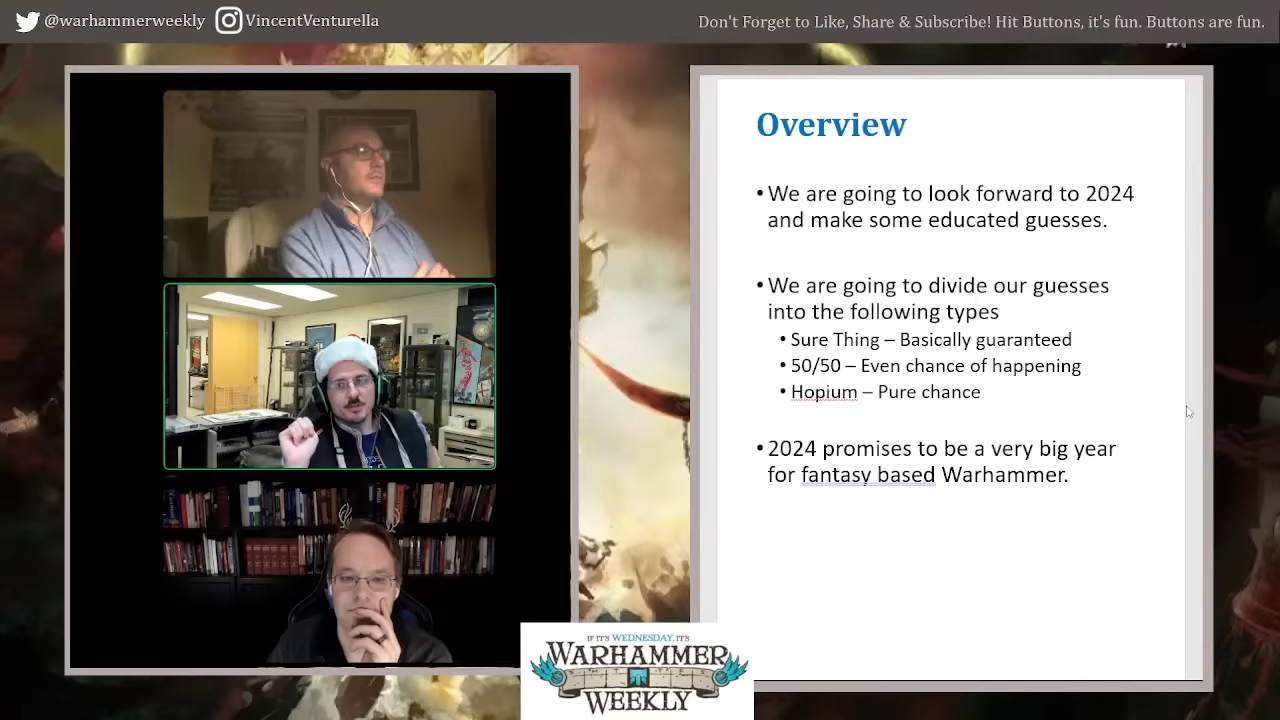 @warhammerweekly VincentVenturella
Don't Forget to Like, Share & Subscribe! Hit Buttons, it's fun. Buttons are fun.
Overview
• We are going to look forward to 2024
and make some educated guesses.
• We are going to divide our guesses
into the following types
• Sure Thing – Basically guaranteed
• 50/50 – Even chance of happening
• Hopium – Pure chance
• 2024 promises to be a very big year
for fantasy based Warhammer.
IF IT'S WEDNESDAY, IT'S
WARHAMMER
WEEKLY